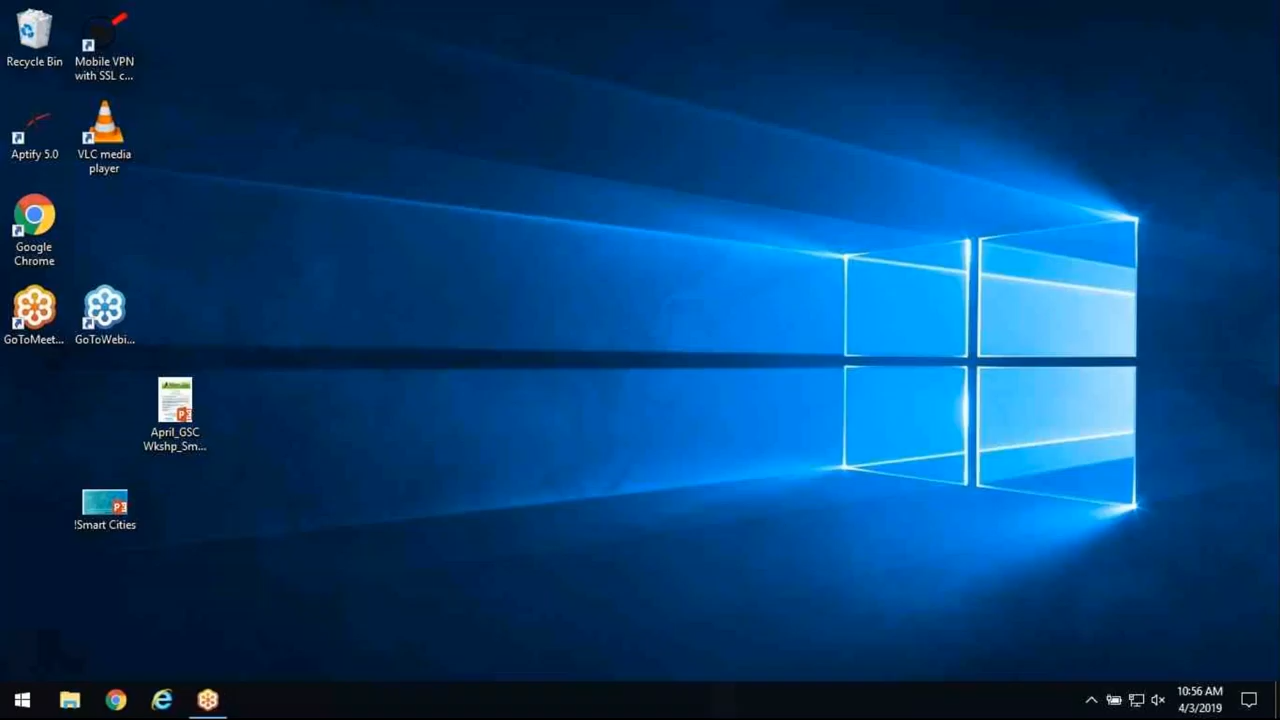 Recycle Bin
Mobile VPN
with SSL c...
Aptify 5.0
VLC media
player
Google
Chrome
GoToMeet...
GoToWebi...
April_GSC
Wkshp_Sm...
!Smart Cities
10:56 AM
4/3/2019